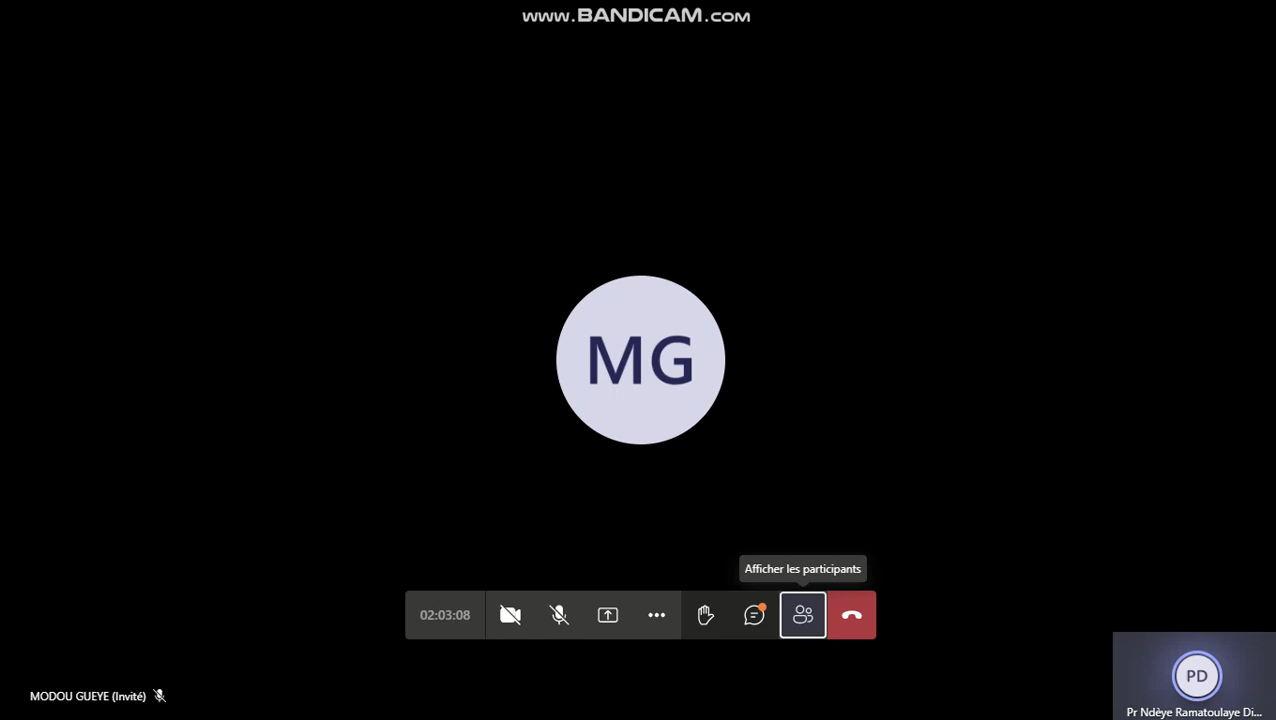 www.BANDICAM.com
MG
Afficher les participants
02:03:08
MODOU GUEYE (Invité)
PD
Pr Ndèye Ramatoulaye Di...